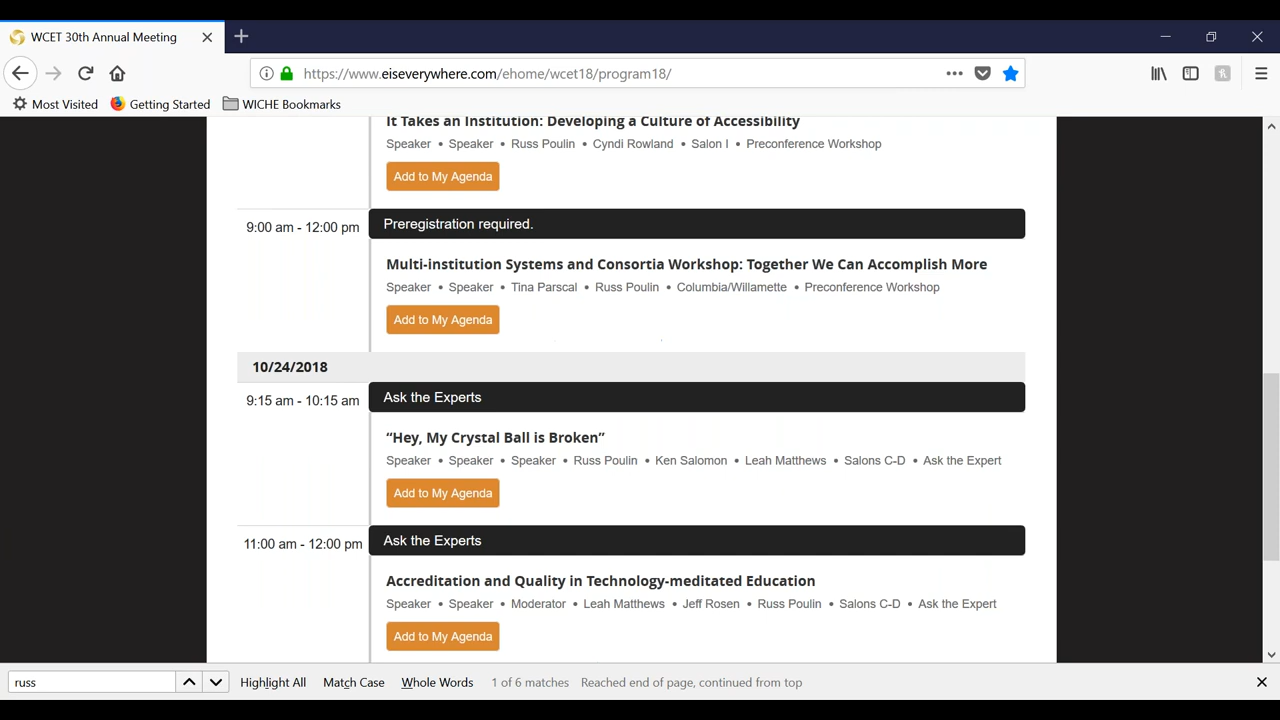 WCET 30th Annual Meeting
https://www.eiseverywhere.com/ehome/wcet18/program18/
Most Visited Getting Started WICHE Bookmarks
It Takes an Institution: Developing a Culture of Accessibility
Speaker • Speaker • Russ Poulin • Cyndi Rowland • Salon I • Preconference Workshop
Add to My Agenda
9:00 am - 12:00 pm Preregistration required.
Multi-institution Systems and Consortia Workshop: Together We Can Accomplish More
Speaker • Speaker • Tina Parscal • Russ Poulin • Columbia/Willamette • Preconference Workshop
Add to My Agenda
10/24/2018
9:15 am - 10:15 am Ask the Experts
“Hey, My Crystal Ball is Broken”
Speaker • Speaker • Speaker • Russ Poulin • Ken Salomon • Leah Matthews • Salons C-D • Ask the Expert
Add to My Agenda
11:00 am - 12:00 pm Ask the Experts
Accreditation and Quality in Technology-meditated Education
Speaker • Speaker • Moderator • Leah Matthews • Jeff Rosen • Russ Poulin • Salons C-D • Ask the Expert
Add to My Agenda
russ Highlight All Match Case Whole Words 1 of 6 matches Reached end of page, continued from top